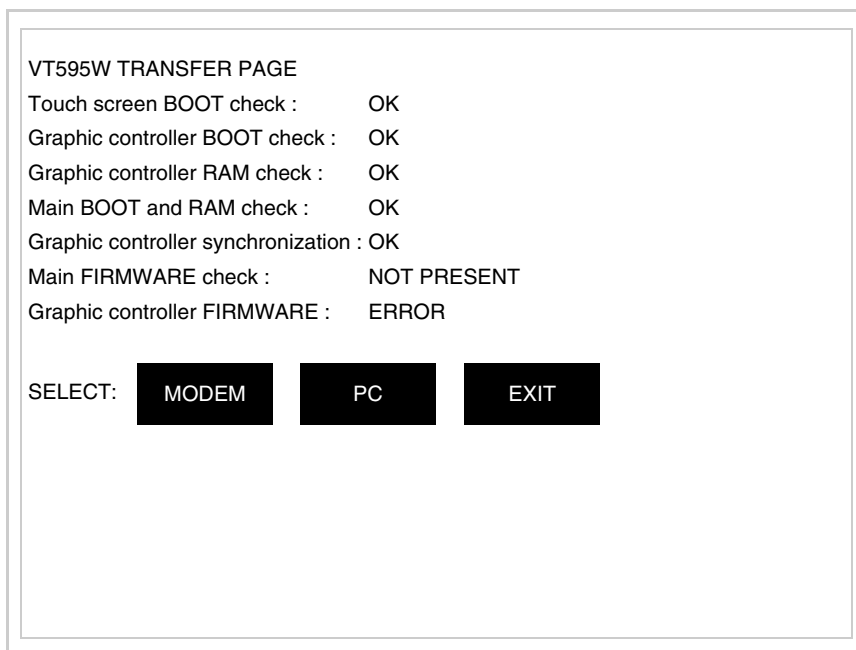 VT595W TRANSFER PAGE
Touch screen BOOT check : OK
Graphic controller BOOT check : OK
Graphic controller RAM check : OK
Main BOOT and RAM check : OK
Graphic controller synchronization : OK
Main FIRMWARE check : NOT PRESENT
Graphic controller FIRMWARE : ERROR
SELECT: MODEM PC EXIT